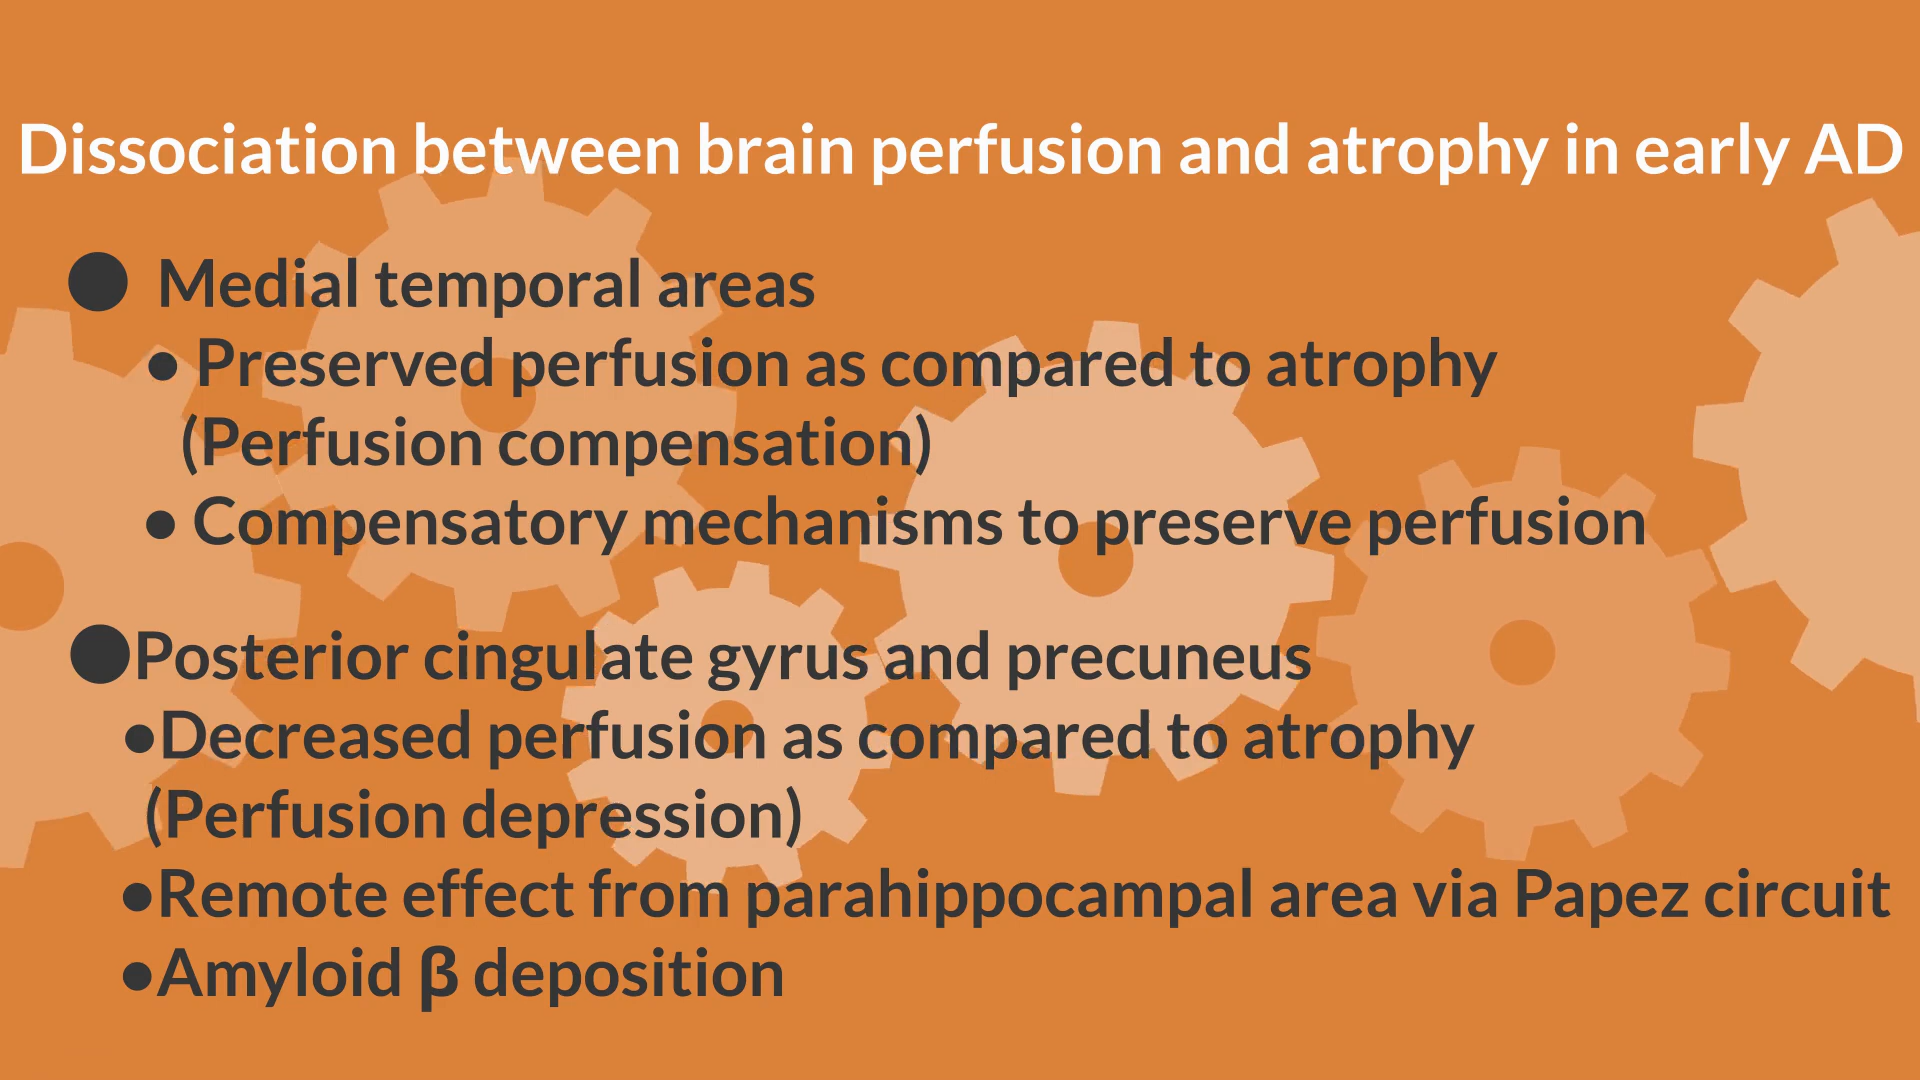 Dissociation between brain perfusion and atrophy in early AD
● Medial temporal areas
• Preserved perfusion as compared to atrophy
(Perfusion compensation)
• Compensatory mechanisms to preserve perfusion
●Posterior cingulate gyrus and precuneus
•Decreased perfusion as compared to atrophy
(Perfusion depression)
•Remote effect from parahippocampal area via Papez circuit
•Amyloid β deposition